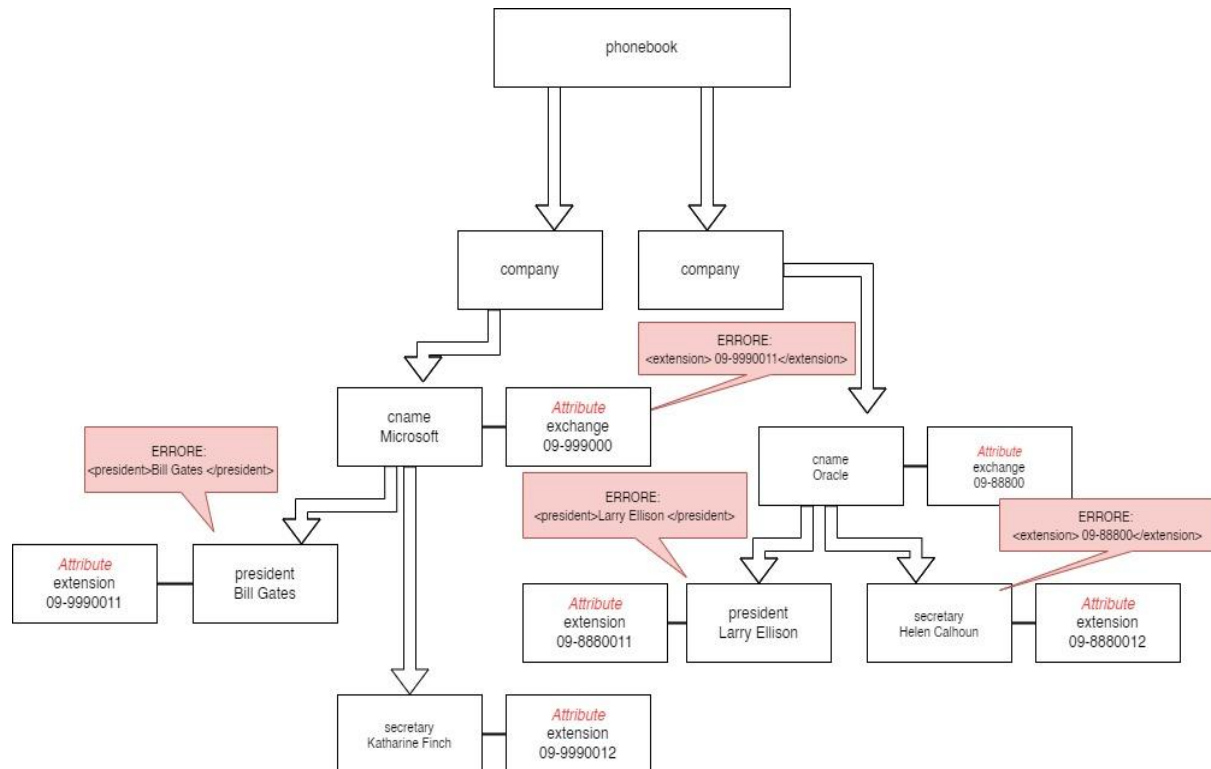 phonebook
company
company
ERRORE:
<extension> 09-9990011</extension>
cname
Microsoft
Attribute
exchange
09-999000
ERRORE:
<president>Bill Gates </president>
cname
Oracle
Attribute
exchange
09-88800
ERRORE:
<president>Larry Ellison </president>
ERRORE:
<extension> 09-88800</extension>
Attribute
extension
09-9990011
president
Bill Gates
Attribute
extension
09-8880011
president
Larry Ellison
secretary
Helen Calhoun
Attribute
extension
09-8880012
secretary
Katharine Finch
Attribute
extension
09-9990012